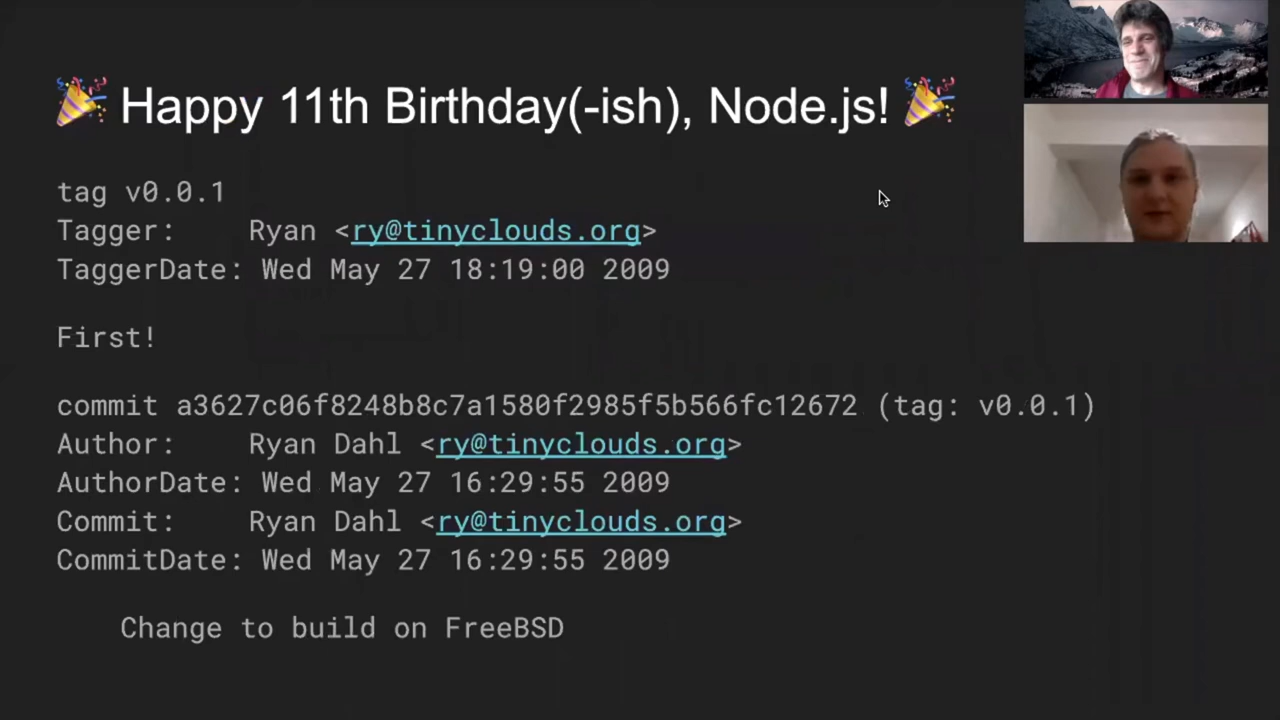 🎉 Happy 11th Birthday(-ish), Node.js! 🎉
tag v0.0.1
Tagger: Ryan <ry@tinyclouds.org>
TaggerDate: Wed May 27 18:19:00 2009
First!
commit a3627c06f8248b8c7a1580f2985f5b566fc12672 (tag: v0.0.1)
Author: Ryan Dahl <ry@tinyclouds.org>
AuthorDate: Wed May 27 16:29:55 2009
Commit: Ryan Dahl <ry@tinyclouds.org>
CommitDate: Wed May 27 16:29:55 2009
Change to build on FreeBSD